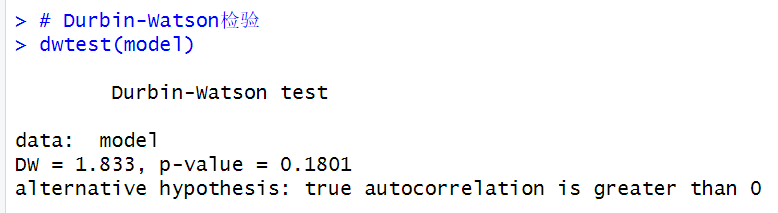 > # Durbin-Watson检验
> dwtest(model)
Durbin-Watson test
data:  model
DW = 1.833, p-value = 0.1801
alternative hypothesis: true autocorrelation is greater than 0